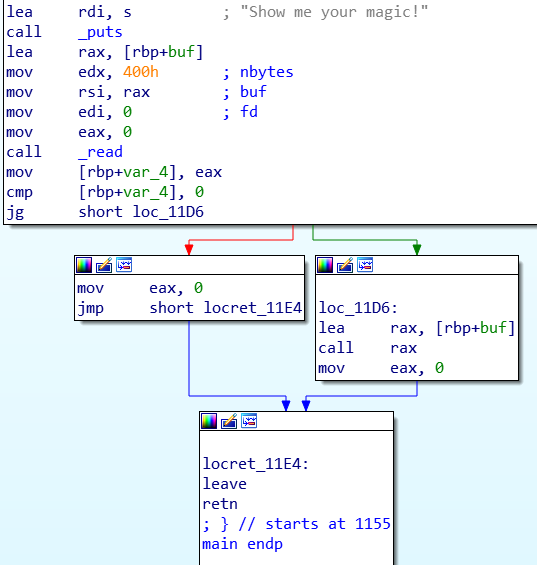 lea rdi, s ; "Show me your magic!"
call _puts
lea rax, [rbp+buf]
mov edx, 400h ; nbytes
mov rsi, rax ; buf
mov edi, 0 ; fd
mov eax, 0
call _read
mov [rbp+var_4], eax
cmp [rbp+var_4], 0
jg short loc_11D6
mov eax, 0
jmp short locret_11E4
loc_11D6:
lea rax, [rbp+buf]
call rax
mov eax, 0
locret_11E4:
leave
retn
; } // starts at 1155
main endp